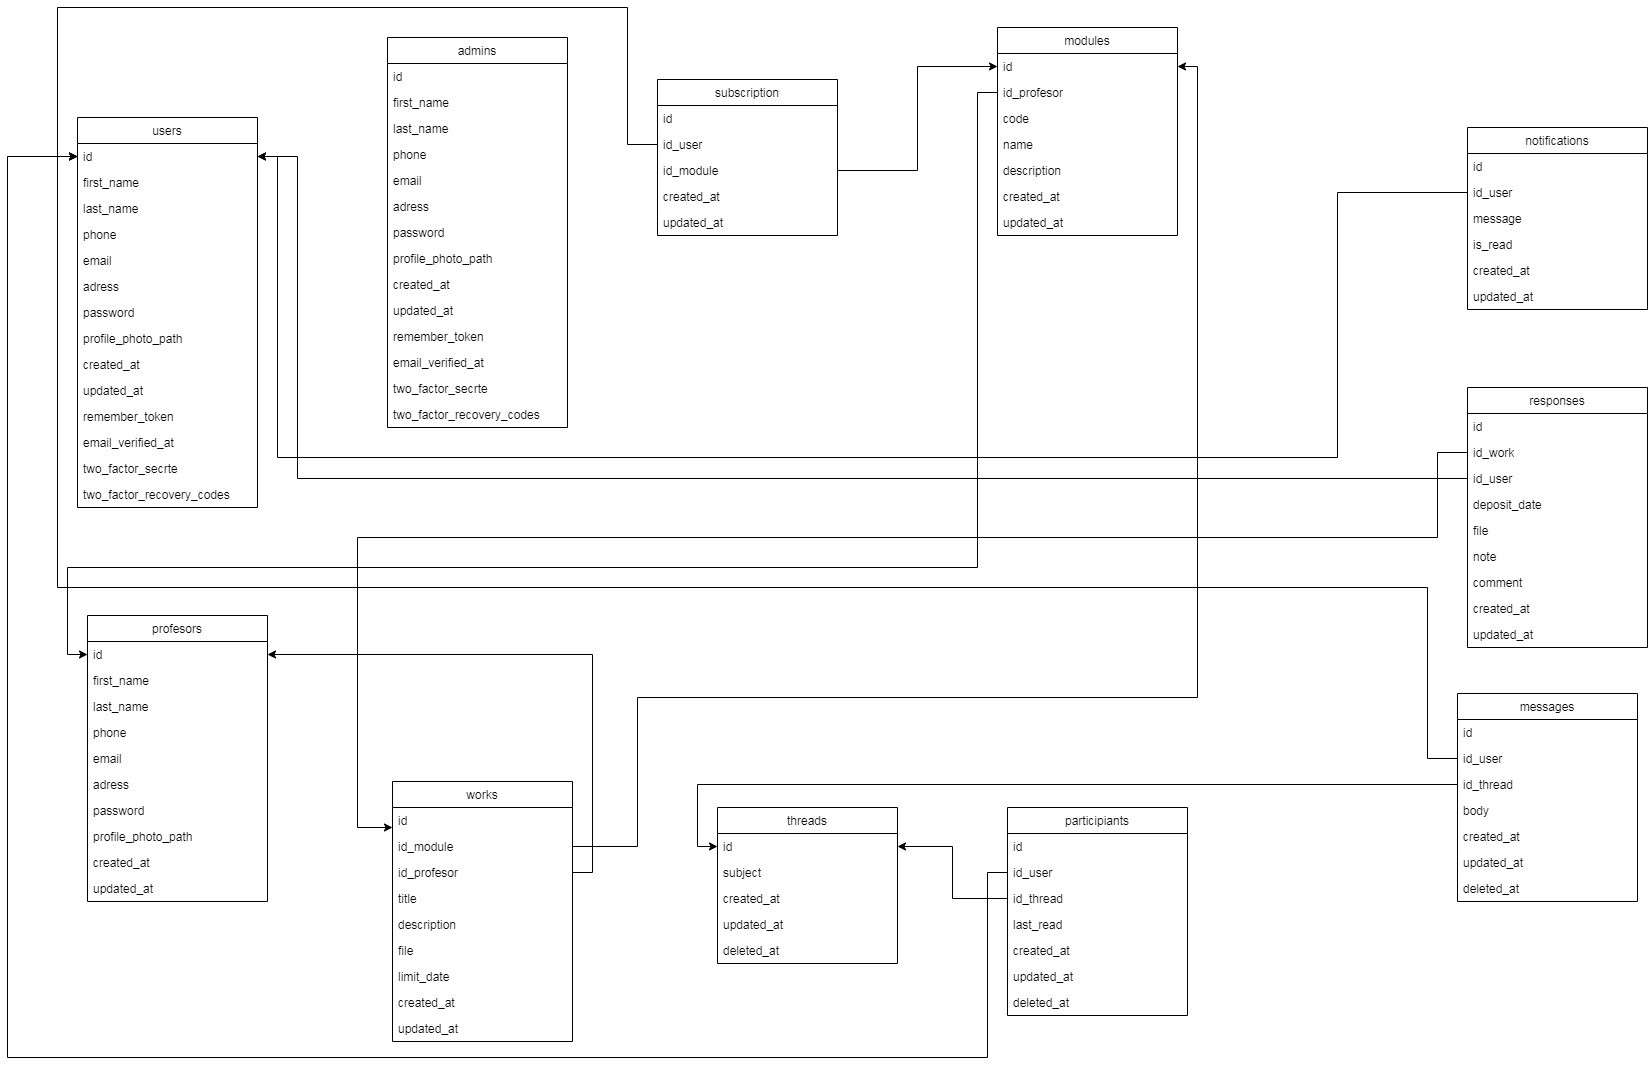 admins
id
first_name
last_name
phone
email
adress
password
profile_photo_path
created_at
updated_at
remember_token
email_verified_at
two_factor_secrte
two_factor_recovery_codes
modules
id
id_profesor
code
name
description
created_at
updated_at
subscription
id
id_user
id_module
created_at
updated_at
users
id
first_name
last_name
phone
email
adress
password
profile_photo_path
created_at
updated_at
remember_token
email_verified_at
two_factor_secrte
two_factor_recovery_codes
notifications
id
id_user
message
is_read
created_at
updated_at
responses
id
id_work
id_user
deposit_date
file
note
comment
created_at
updated_at
profesors
id
first_name
last_name
phone
email
adress
password
profile_photo_path
created_at
updated_at
works
id
id_module
id_profesor
title
description
file
limit_date
created_at
updated_at
threads
id
subject
created_at
updated_at
deleted_at
participiants
id
id_user
id_thread
last_read
created_at
updated_at
deleted_at
messages
id
id_user
id_thread
body
created_at
updated_at
deleted_at